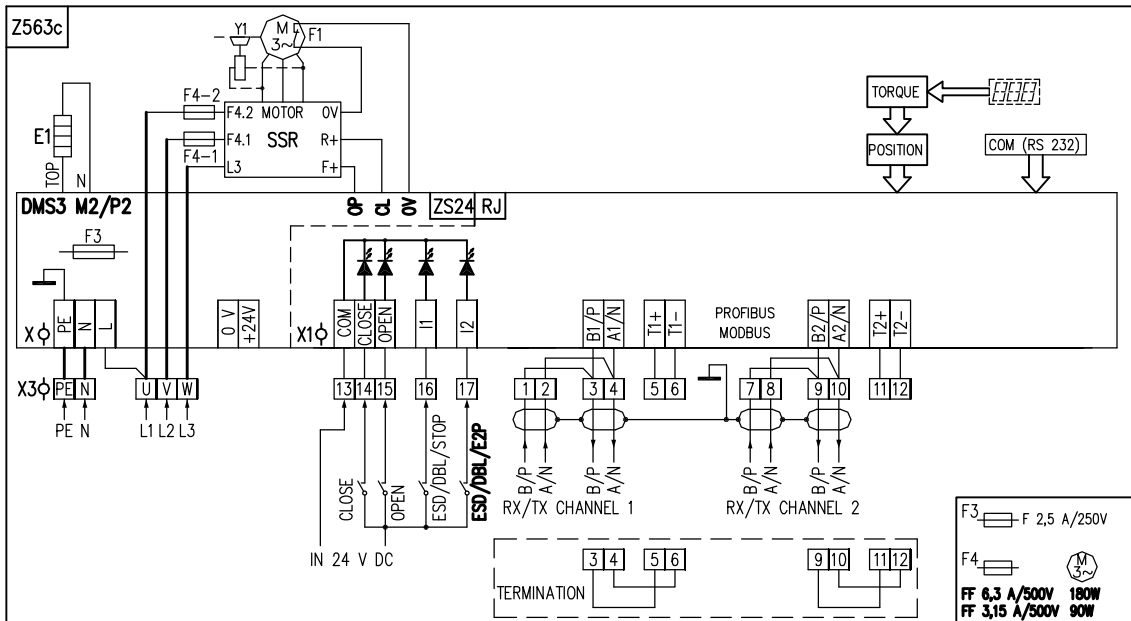 Z563c
Y1
M
3~
F1
F4-2
F4.2 MOTOR 0V
E1
F4.1 SSR R+
F4-1
L3 F+
TORQUE
POSITION
COM (RS 232)
TOP
N
DMS3 M2/P2
OP
CL
0V
ZS24 RJ
F3
X
PE
N
L
0 V
+24V
X1
COM
CLOSE
OPEN
I1
I2
B1/P
A1/N
T1+
T1-
PROFIBUS
MODBUS
B2/P
A2/N
T2+
T2-
X3
PE N
U V W
13 14 15 16 17
1 2 3 4 5 6
7 8 9 10 11 12
PE N
L1 L2 L3
CLOSE
OPEN
ESD/DBL/STOP
ESD/DBL/E2P
IN 24 V DC
B/P
A/N
B/P
A/N
RX/TX CHANNEL 1
B/P
A/N
B/P
A/N
RX/TX CHANNEL 2
TERMINATION
3 4 5 6
9 10 11 12
F3 F 2,5 A/250V
F4
M
3~
FF 6,3 A/500V 180W
FF 3,15 A/500V 90W